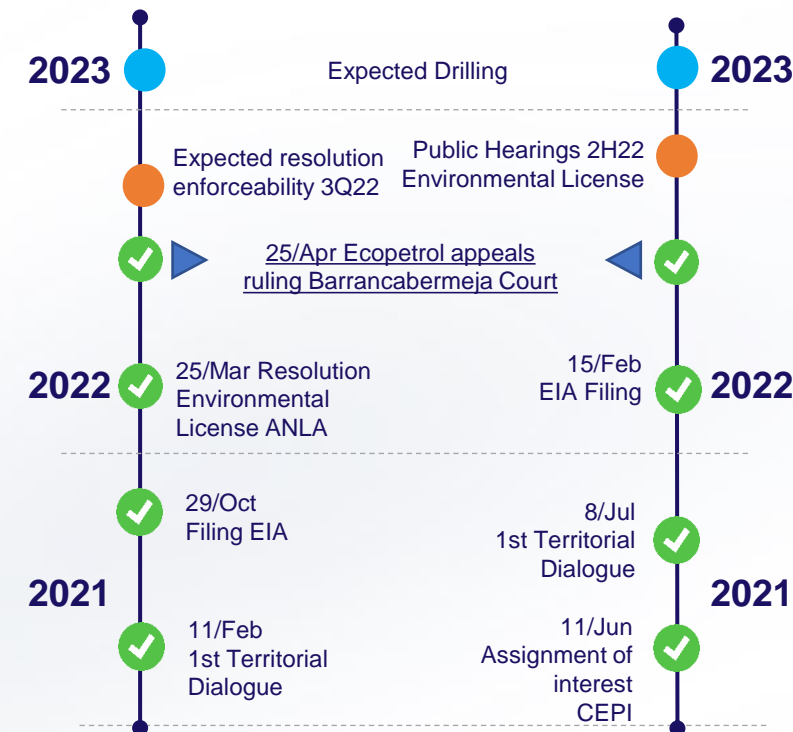 2023
Expected Drilling
2023
Expected resolution
enforceability 3Q22
Public Hearings 2H22
Environmental License
25/Apr Ecopetrol appeals
ruling Barrancabermeja Court
2022
25/Mar Resolution
Environmental
License ANLA
15/Feb
EIA Filing
2022
29/Oct
Filing EIA
8/Jul
1st Territorial
Dialogue
2021
2021
11/Feb
1st Territorial
Dialogue
11/Jun
Assignment of
interest
CEPI